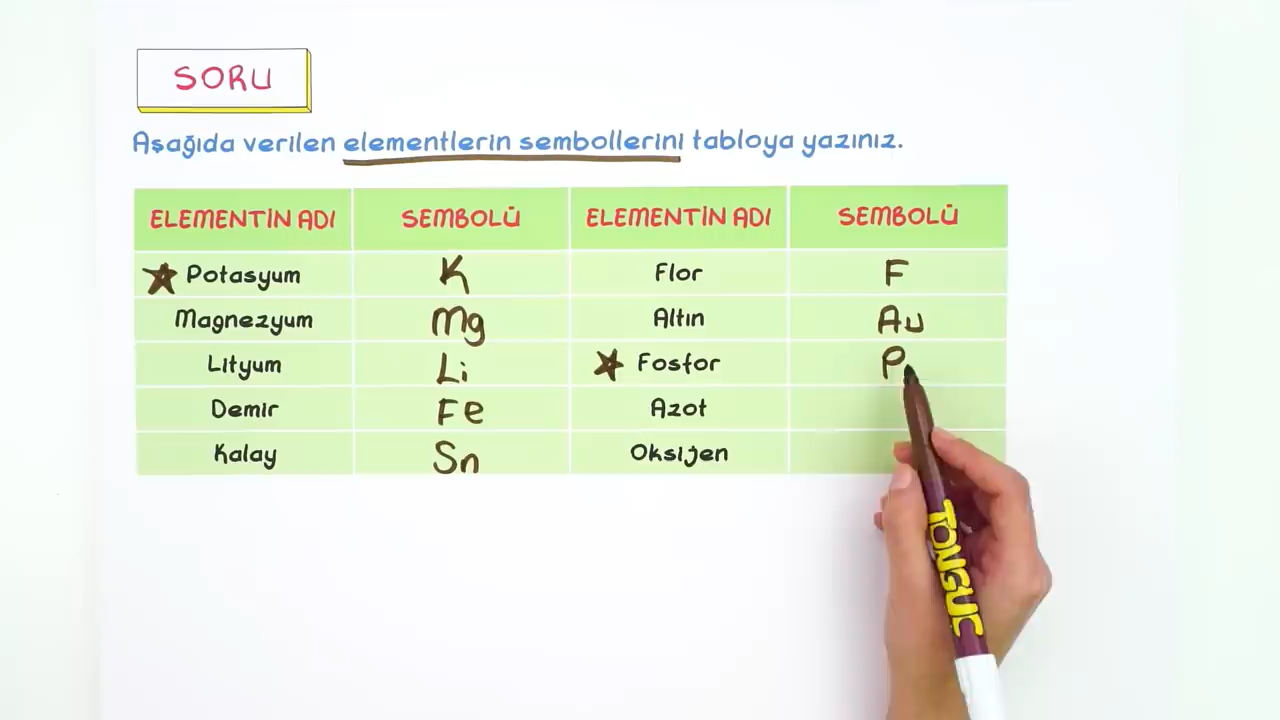 SORU
Aşağıda verilen elementlerin sembollerini tabloya yazınız.
ELEMENTİN ADI SEMBOLÜ ELEMENTİN ADI SEMBOLÜ
Potasyum K Flor F
Magnezyum Mg Altın Au
Lityum Li Fosfor P
Demir Fe Azot
Kalay Sn Oksijen
TONGUÇ